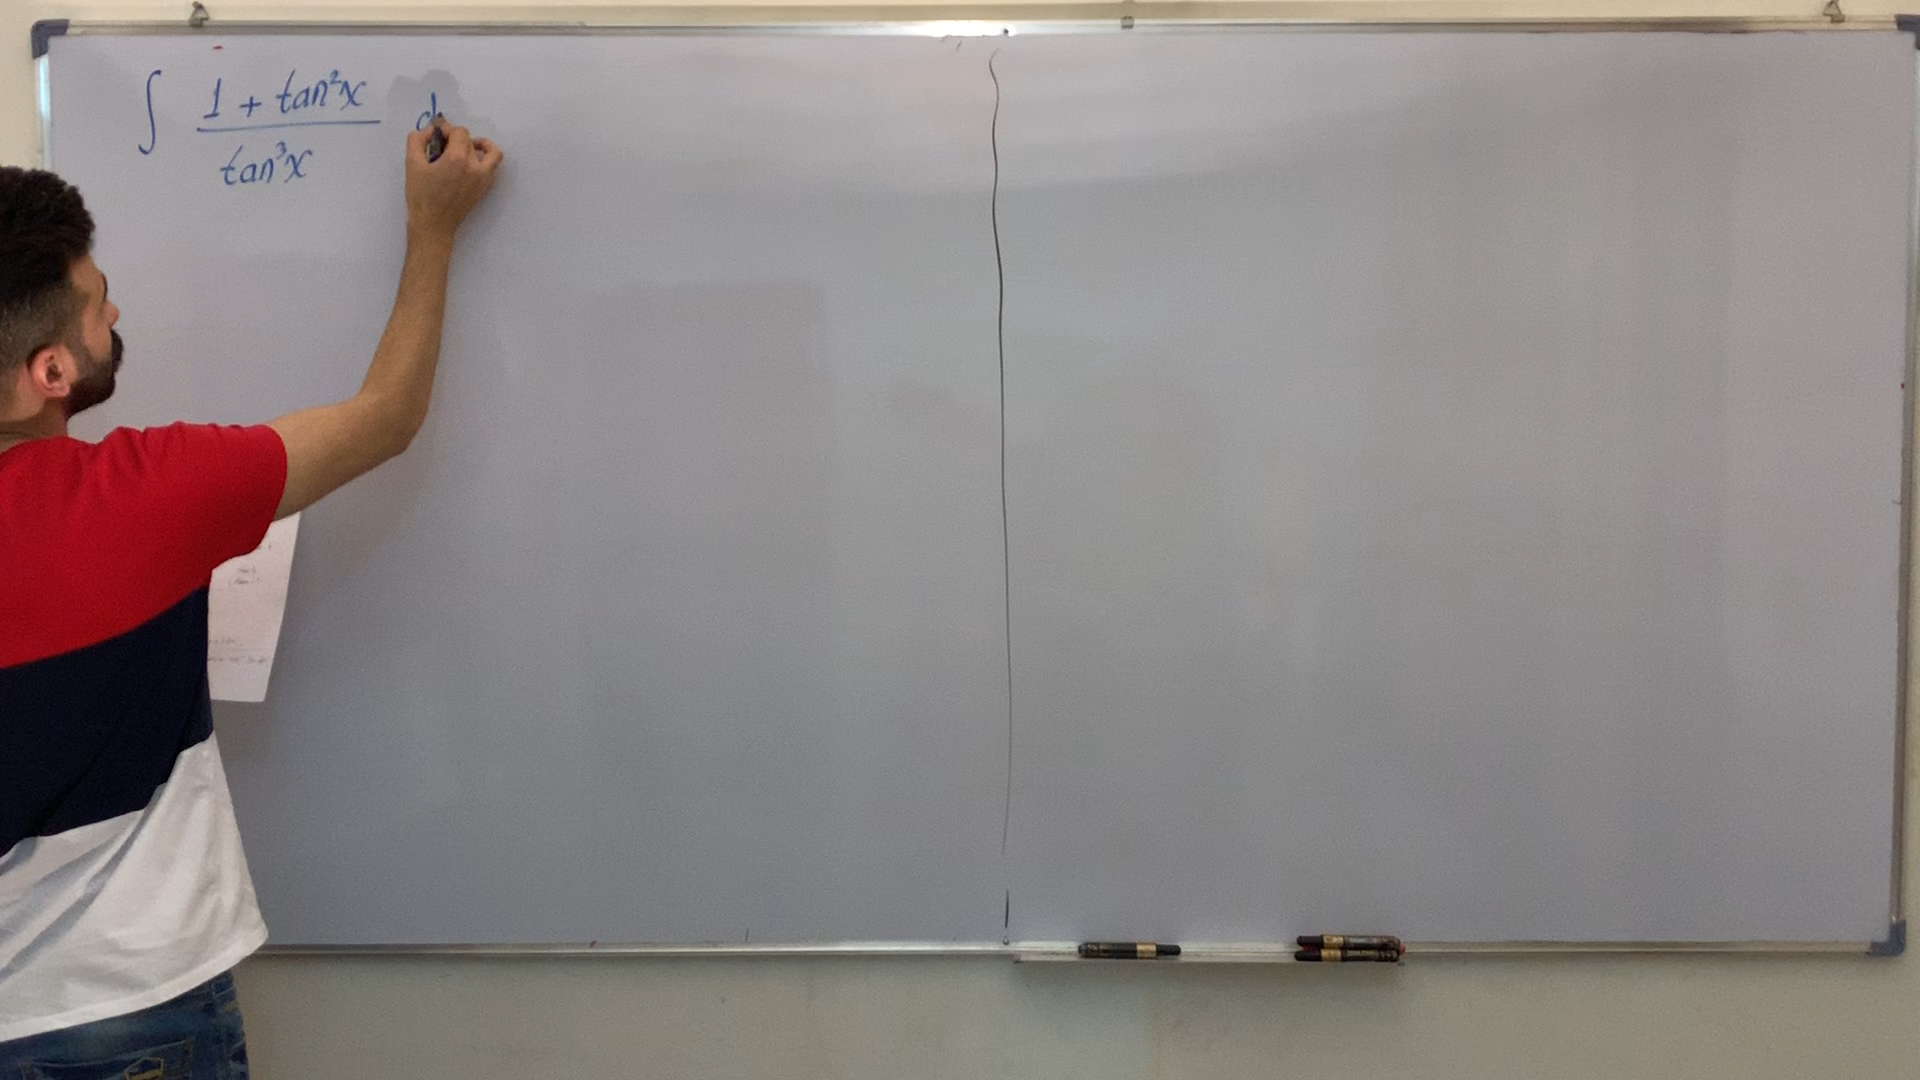 ∫ (1 + tan²x)/(tan³x) d